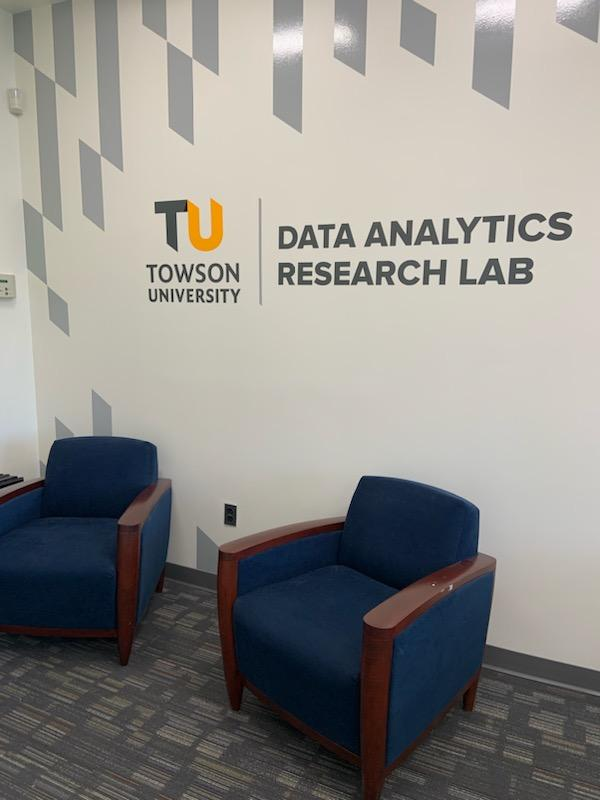 TU
TOWSON
UNIVERSITY
DATA ANALYTICS
RESEARCH LAB